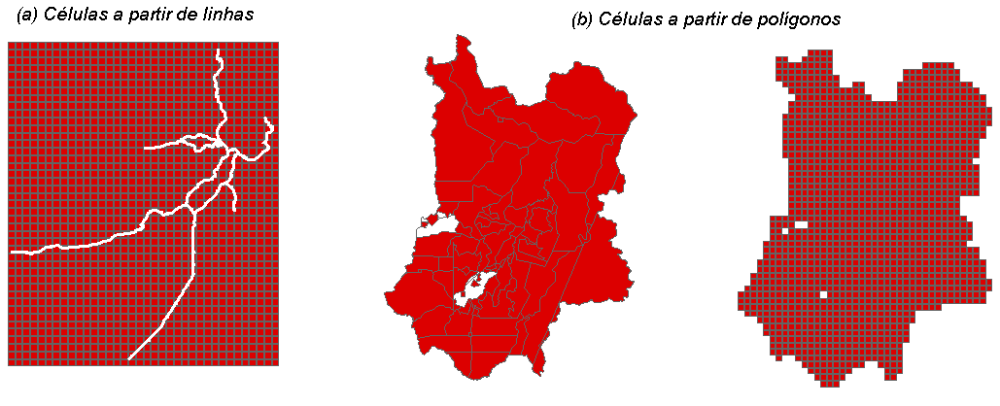 (a) Células a partir de linhas
(b) Células a partir de polígonos